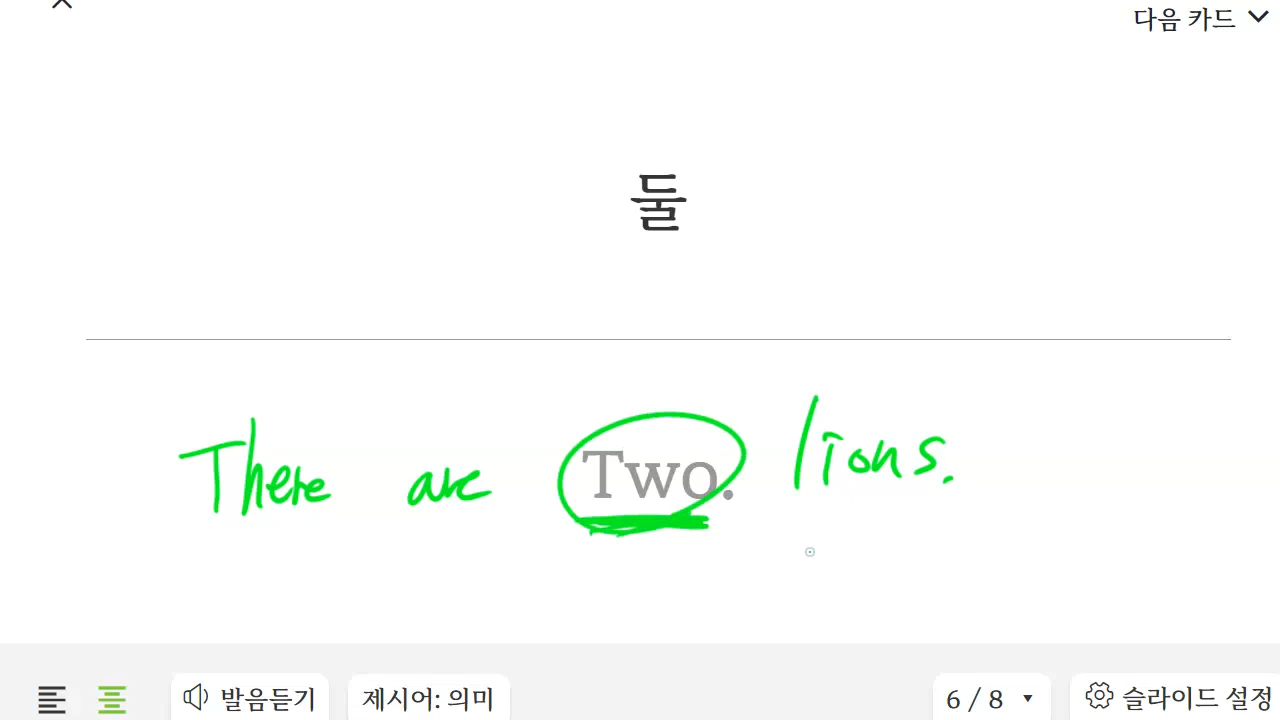 다음 카드
둘
There are Two. lions.
발음듣기 제시어: 의미 6 / 8 슬라이드 설정